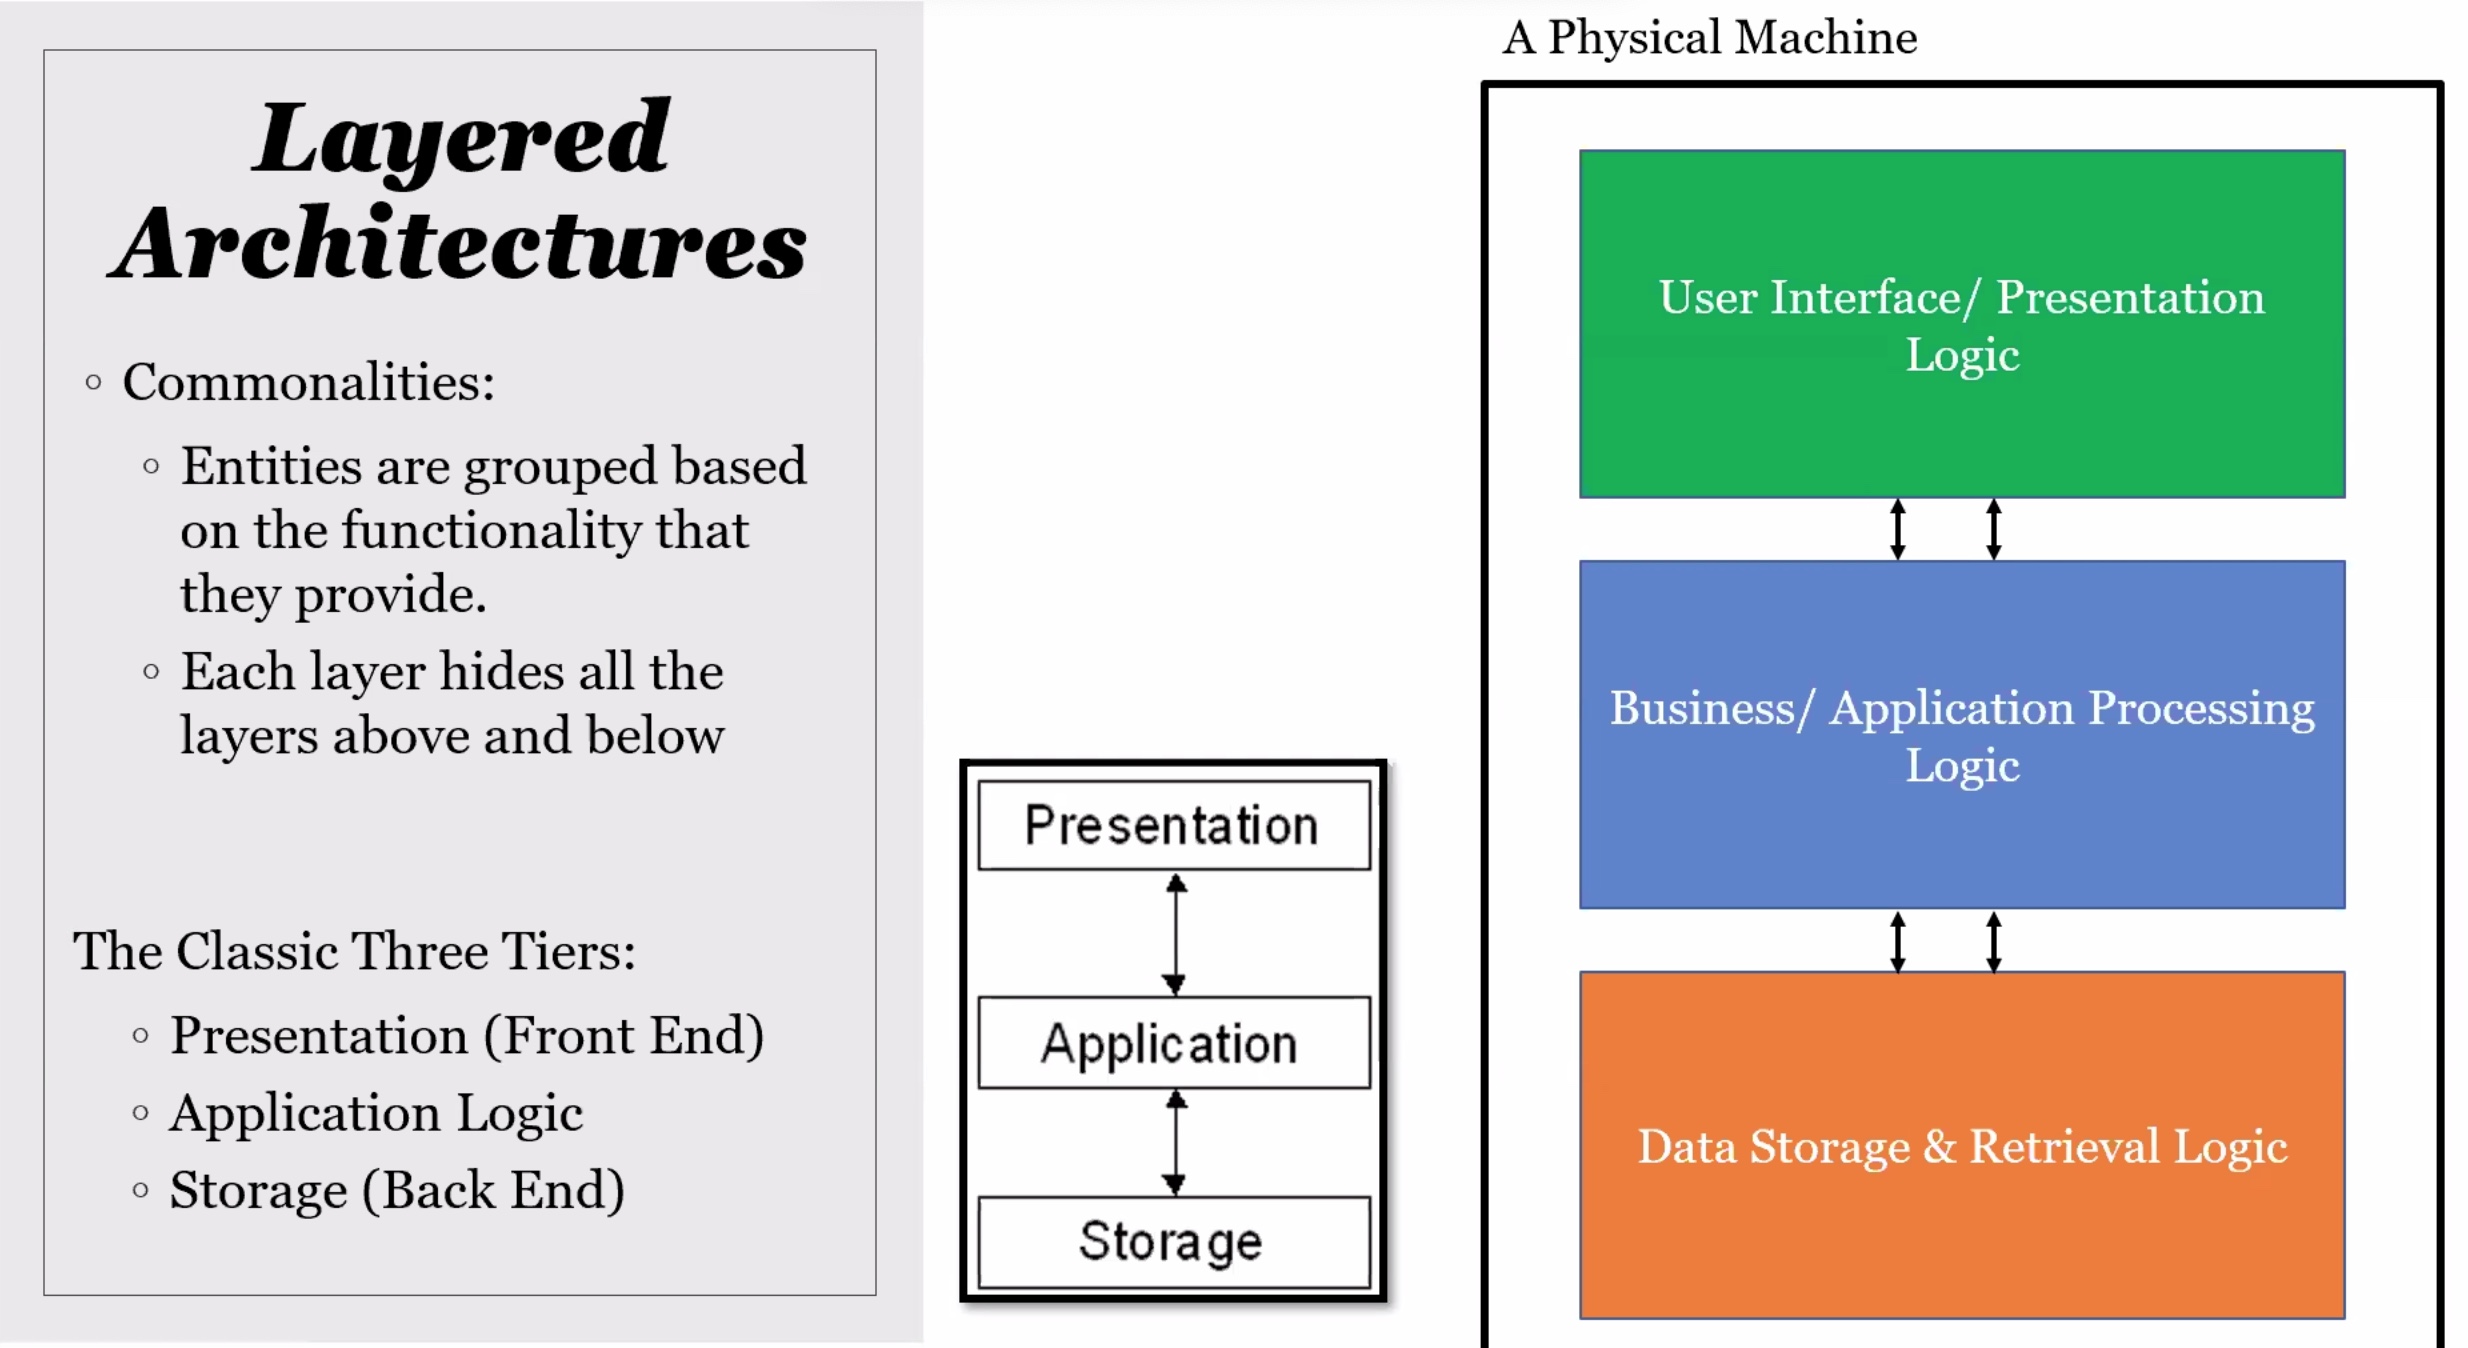 Layered
Architectures
◦ Commonalities:
◦ Entities are grouped based
on the functionality that
they provide.
◦ Each layer hides all the
layers above and below
The Classic Three Tiers:
◦ Presentation (Front End)
◦ Application Logic
◦ Storage (Back End)
Presentation
Application
Storage
A Physical Machine
User Interface/ Presentation
Logic
Business/ Application Processing
Logic
Data Storage & Retrieval Logic